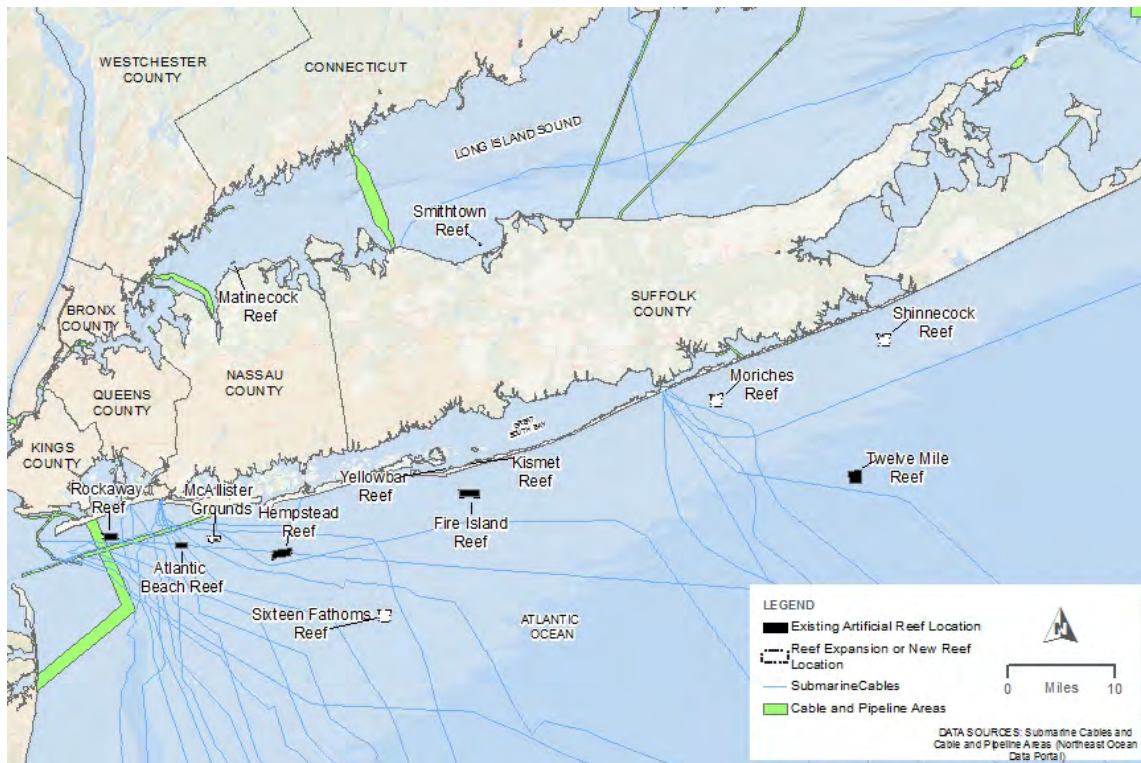 WESTCHESTER
COUNTY
CONNECTICUT
LONG ISLAND SOUND
Smithtown
Reef
Matinecock
Reef
BRONX
COUNTY
SUFFOLK
COUNTY
Shinnecock
Reef
NASSAU
COUNTY
QUEENS
COUNTY
Moriches
Reef
GREAT
SOUTH BAY
KINGS
COUNTY
Twelve Mile
Reef
Kismet
Reef
Yellowbar
Reef
Rockaway
Reef
McAllister
Grounds
Hempstead
Reef
Fire Island
Reef
Atlantic
Beach Reef
Sixteen Fathoms
Reef
ATLANTIC
OCEAN
LEGEND
Existing Artificial Reef Location
Reef Expansion or New Reef
Location
SubmarineCables
Cable and Pipeline Areas
N
0 Miles 10
DATA SOURCES: Submarine Cables and
Cable and Pipeline Areas (Northeast Ocean
Data Portal)